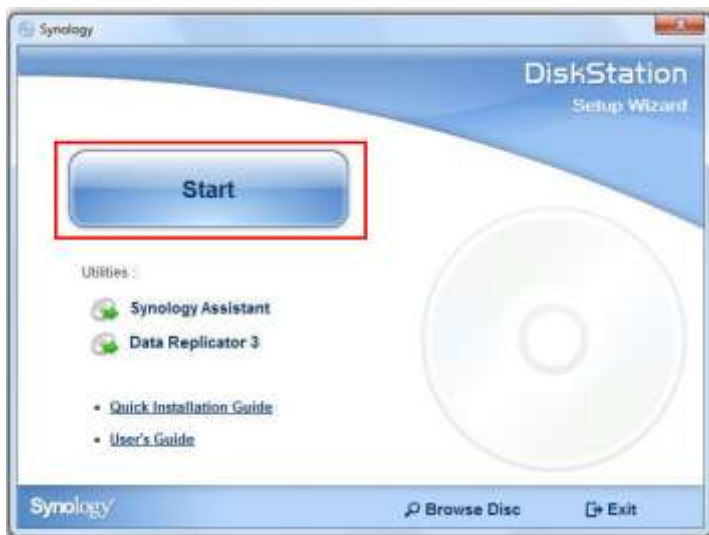 Synology
DiskStation
Setup Wizard
Start
Utilities :
Synology Assistant
Data Replicator 3
• Quick Installation Guide
• User's Guide
Synology
Browse Disc
Exit